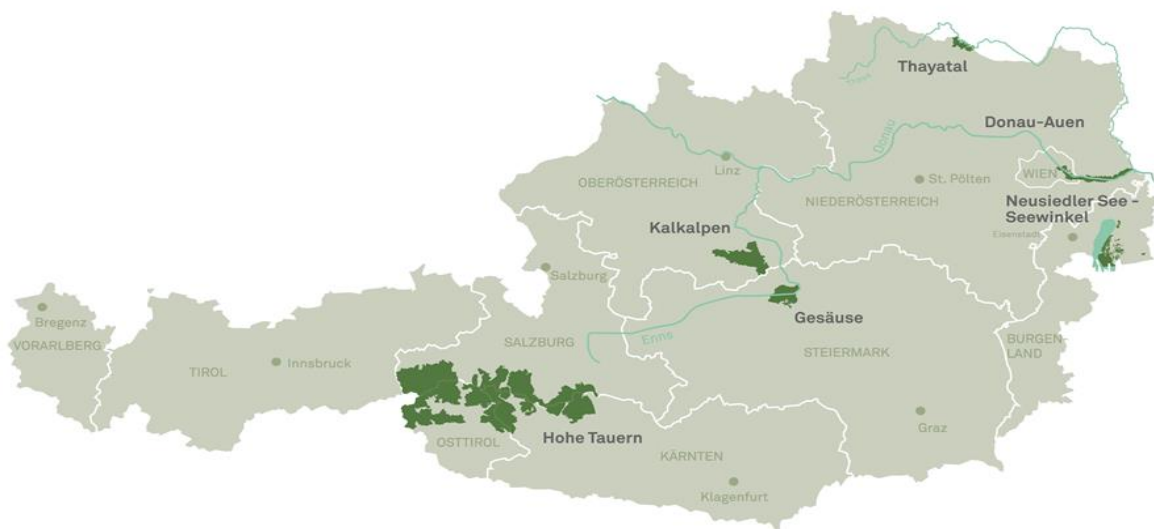 Thayatal
Thaya
Donau-Auen
Donau
Linz
OBERÖSTERREICH
St. Pölten
WIEN
NIEDERÖSTERREICH
Neusiedler See –
Seewinkel
Eisenstadt
Kalkalpen
Salzburg
Gesäuse
Bregenz
VORARLBERG
Enns
SALZBURG
STEIERMARK
BURGEN
LAND
Innsbruck
TIROL
Graz
Hohe Tauern
OSTTIROL
KÄRNTEN
Klagenfurt